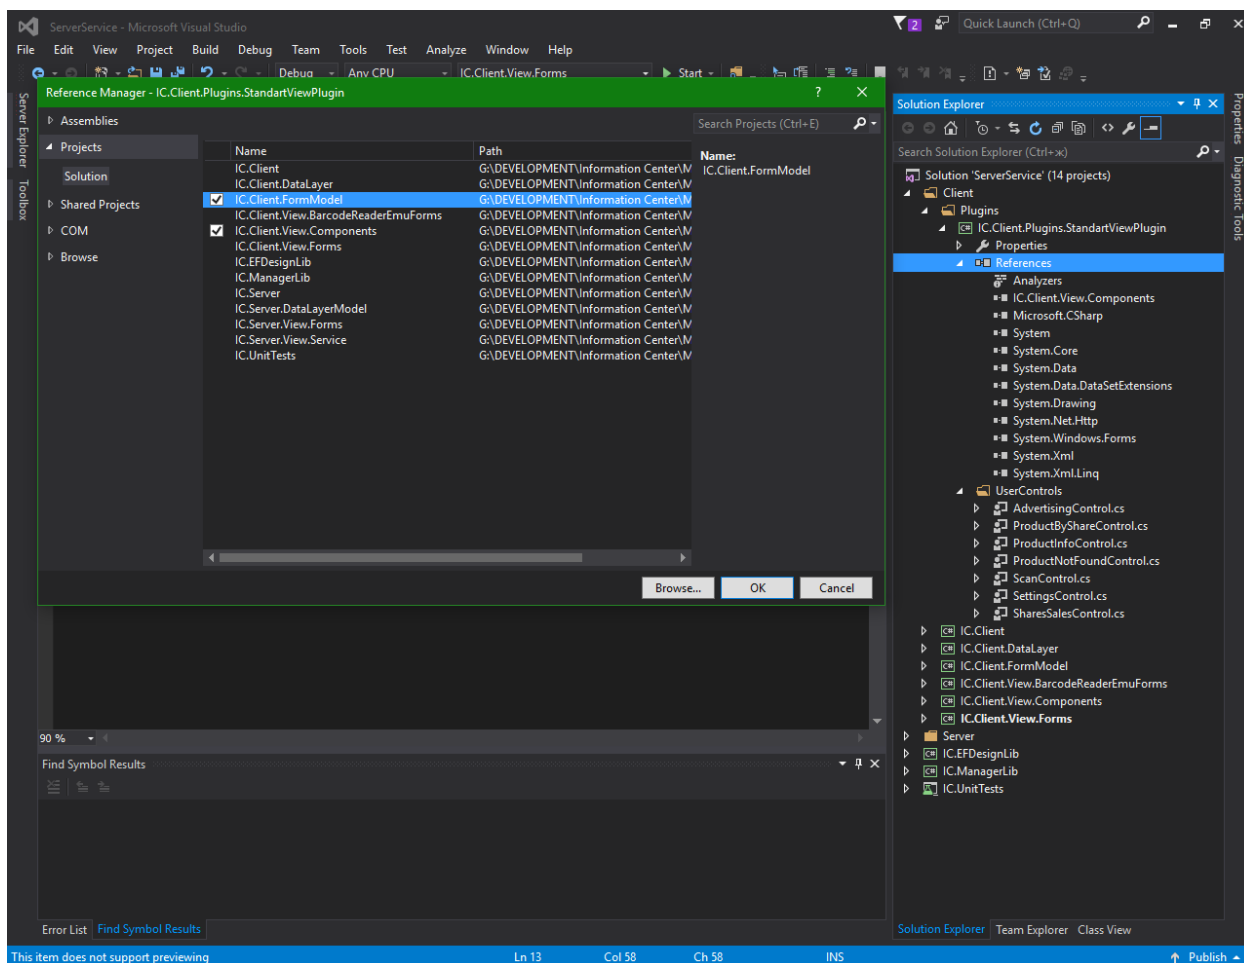 ServerService - Microsoft Visual Studio
2
Quick Launch (Ctrl+Q)
File Edit View Project Build Debug Team Tools Test Analyze Window Help
Debug Any CPU IC.Client.View.Forms Start
Reference Manager - IC.Client.Plugins.StandartViewPlugin ? ×
Server Explorer
Toolbox
Assemblies
Projects
Solution
Shared Projects
COM
Browse
Search Projects (Ctrl+E)
Name Path
IC.Client G:\DEVELOPMENT\Information Center\M
IC.Client.DataLayer G:\DEVELOPMENT\Information Center\M
IC.Client.FormModel G:\DEVELOPMENT\Information Center\M
IC.Client.View.BarcodeReaderEmuForms G:\DEVELOPMENT\Information Center\M
IC.Client.View.Components G:\DEVELOPMENT\Information Center\M
IC.Client.View.Forms G:\DEVELOPMENT\Information Center\M
IC.EFDesignLib G:\DEVELOPMENT\Information Center\M
IC.ManagerLib G:\DEVELOPMENT\Information Center\M
IC.Server G:\DEVELOPMENT\Information Center\M
IC.Server.DataLayerModel G:\DEVELOPMENT\Information Center\M
IC.Server.View.Forms G:\DEVELOPMENT\Information Center\M
IC.Server.View.Service G:\DEVELOPMENT\Information Center\M
IC.UnitTests G:\DEVELOPMENT\Information Center\M
Name:
IC.Client.FormModel
Browse... OK Cancel
90 %
Find Symbol Results
Error List Find Symbol Results
Solution Explorer
Search Solution Explorer (Ctrl+ж)
Solution 'ServerService' (14 projects)
Client
Plugins
IC.Client.Plugins.StandartViewPlugin
Properties
References
Analyzers
IC.Client.View.Components
Microsoft.CSharp
System
System.Core
System.Data
System.Data.DataSetExtensions
System.Drawing
System.Net.Http
System.Windows.Forms
System.Xml
System.Xml.Linq
UserControls
AdvertisingControl.cs
ProductByShareControl.cs
ProductInfoControl.cs
ProductNotFoundControl.cs
ScanControl.cs
SettingsControl.cs
SharesSalesControl.cs
IC.Client
IC.Client.DataLayer
IC.Client.FormModel
IC.Client.View.BarcodeReaderEmuForms
IC.Client.View.Components
IC.Client.View.Forms
Server
IC.EFDesignLib
IC.ManagerLib
IC.UnitTests
Solution Explorer Team Explorer Class View
Properties
Diagnostic Tools
This item does not support previewing Ln 13 Col 58 Ch 58 INS Publish